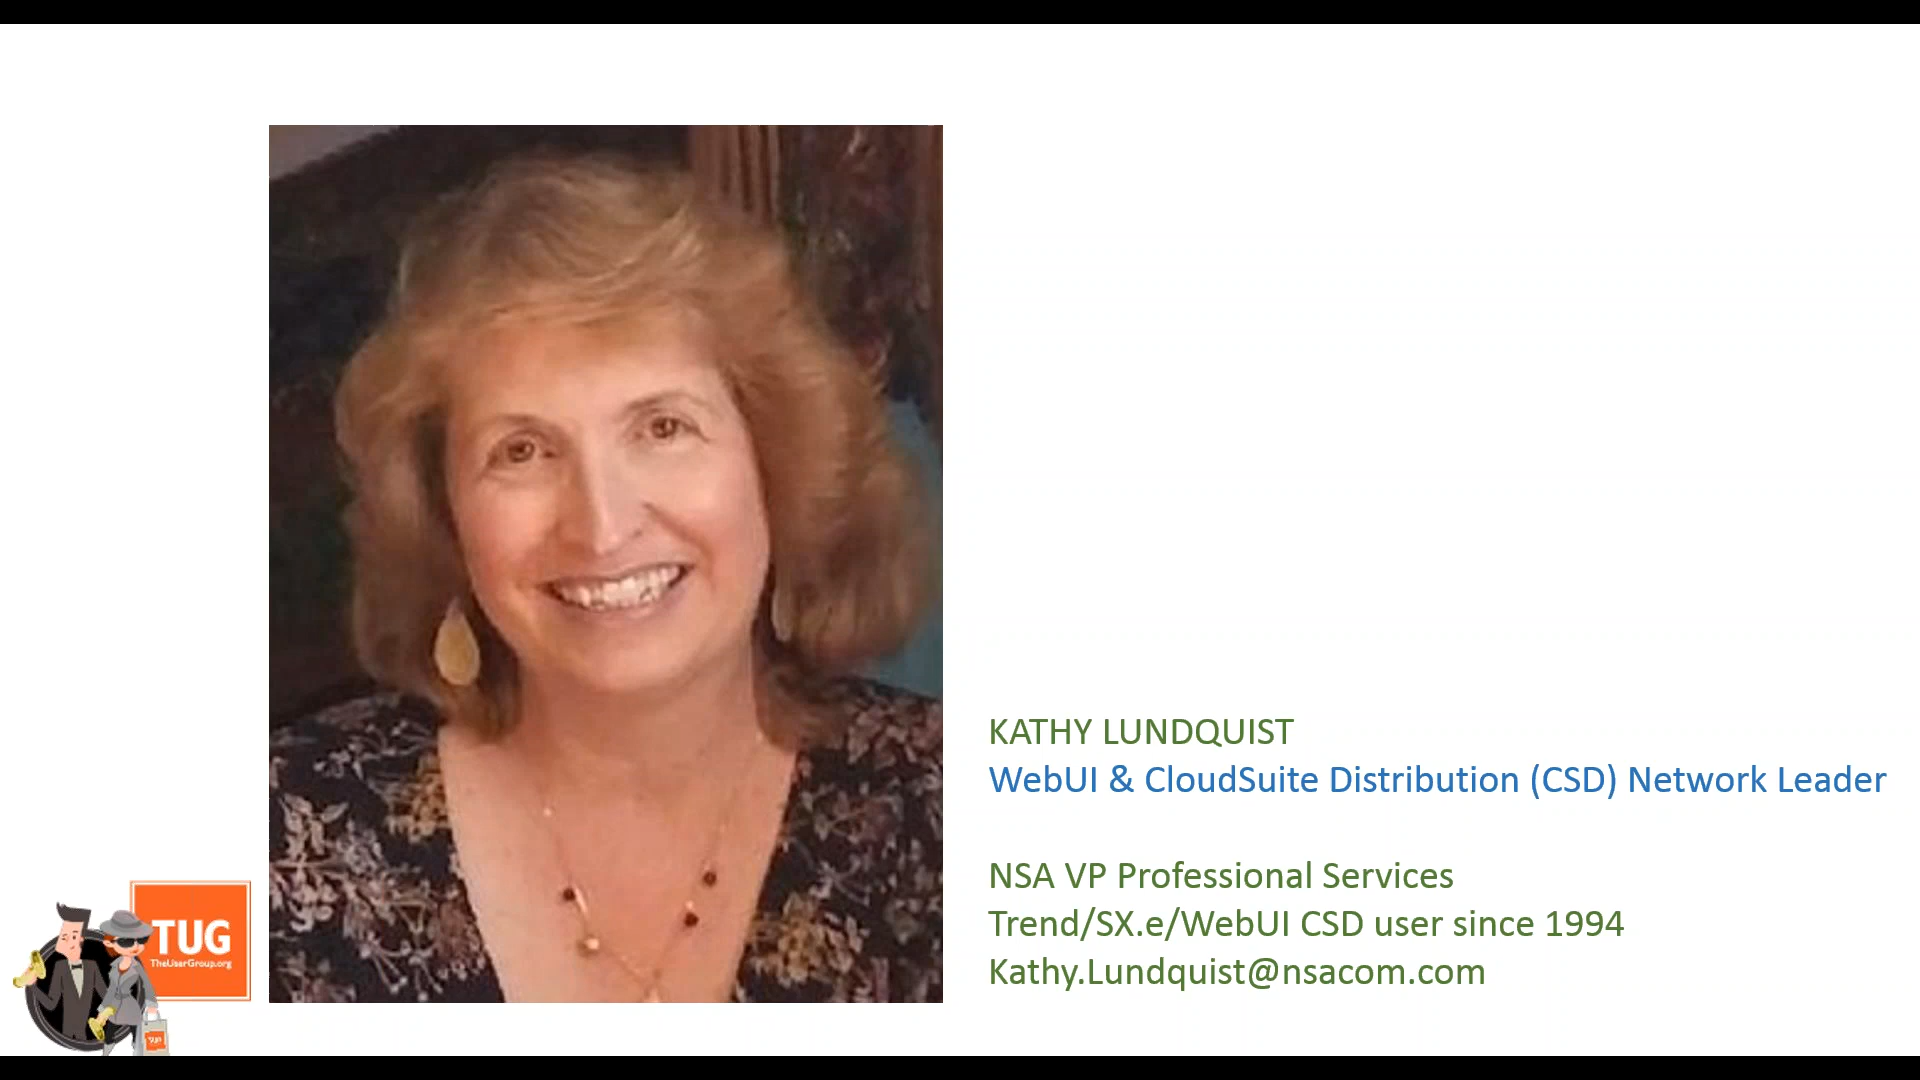 KATHY LUNDQUIST
WebUI & CloudSuite Distribution (CSD) Network Leader
NSA VP Professional Services
Trend/SX.e/WebUI CSD user since 1994
Kathy.Lundquist@nsacom.com
TUG
TheUserGroup.org
TUG